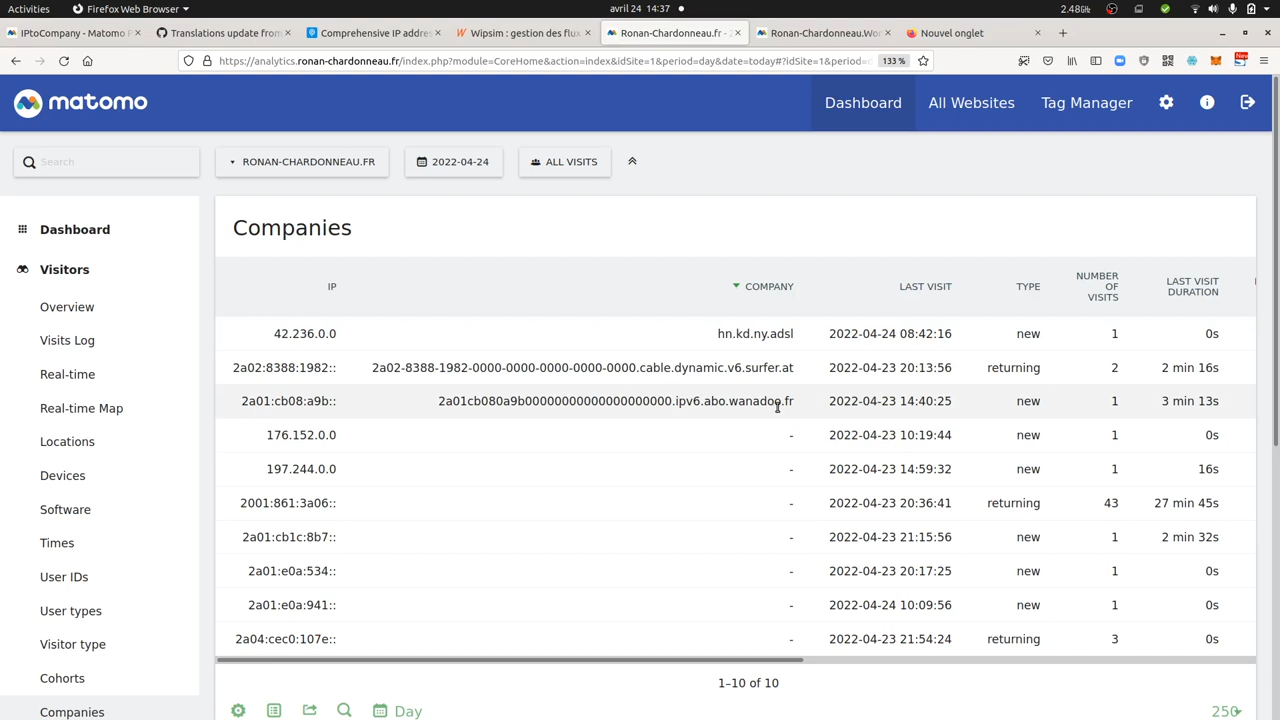 Activities
Firefox Web Browser
avril 24 14:37
2.48
IPtoCompany - Matomo P
Translations update from
Comprehensive IP addres
Wipsim : gestion des flux
Ronan-Chardonneau.fr - 2
Ronan-Chardonneau.Wor
Nouvel onglet
https://analytics.ronan-chardonneau.fr/index.php?module=CoreHome&action=index&idSite=1&period=day&date=today#?idSite=1&period=d
133 %
New
matomo
Dashboard
All Websites
Tag Manager
Search
RONAN-CHARDONNEAU.FR
2022-04-24
ALL VISITS
Dashboard
Visitors
Overview
Visits Log
Real-time
Real-time Map
Locations
Devices
Software
Times
User IDs
User types
Visitor type
Cohorts
Companies
Companies
IP COMPANY LAST VISIT TYPE NUMBER OF VISITS LAST VISIT DURATION
42.236.0.0 hn.kd.ny.adsl 2022-04-24 08:42:16 new 1 0s
2a02:8388:1982:: 2a02-8388-1982-0000-0000-0000-0000-0000.cable.dynamic.v6.surfer.at 2022-04-23 20:13:56 returning 2 2 min 16s
2a01:cb08:a9b:: 2a01cb080a9b00000000000000000000.ipv6.abo.wanadoo.fr 2022-04-23 14:40:25 new 1 3 min 13s
176.152.0.0 - 2022-04-23 10:19:44 new 1 0s
197.244.0.0 - 2022-04-23 14:59:32 new 1 16s
2001:861:3a06:: - 2022-04-23 20:36:41 returning 43 27 min 45s
2a01:cb1c:8b7:: - 2022-04-23 21:15:56 new 1 2 min 32s
2a01:e0a:534:: - 2022-04-23 20:17:25 new 1 0s
2a01:e0a:941:: - 2022-04-24 10:09:56 new 1 0s
2a04:cec0:107e:: - 2022-04-23 21:54:24 returning 3 0s
1–10 of 10
Day
250